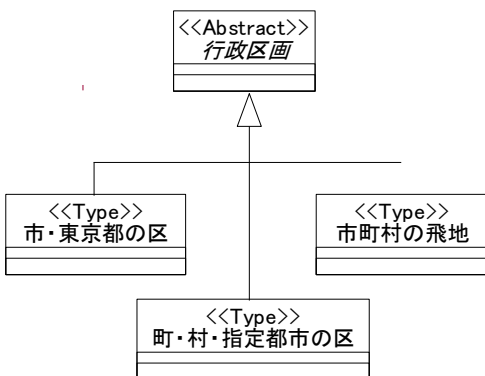 <<Abstract>>
行政区画
<<Type>>
市・東京都の区
<<Type>>
市町村の飛地
<<Type>>
町・村・指定都市の区